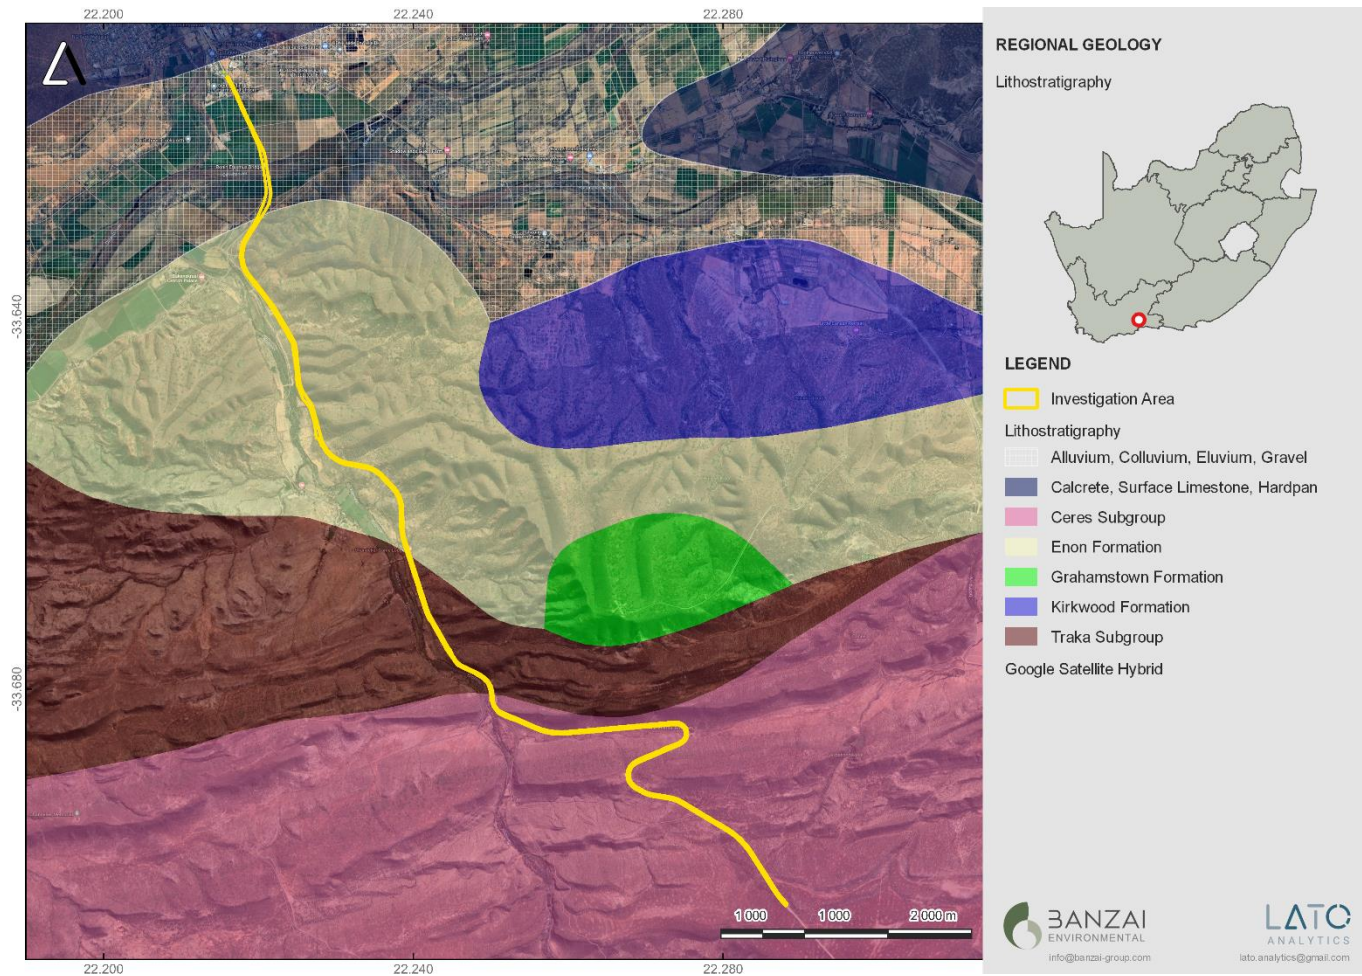 22.200
22.240
22.280
-33.640
-33.680
22.200
22.240
22.280
1 000
1 000
2 000 m
REGIONAL GEOLOGY
Lithostratigraphy
LEGEND
Investigation Area
Lithostratigraphy
Alluvium, Colluvium, Eluvium, Gravel
Calcrete, Surface Limestone, Hardpan
Ceres Subgroup
Enon Formation
Grahamstown Formation
Kirkwood Formation
Traka Subgroup
Google Satellite Hybrid
BANZAI
ENVIRONMENTAL
info@banzai-group.com
LATO
ANALYTICS
lato.analytics@gmail.com